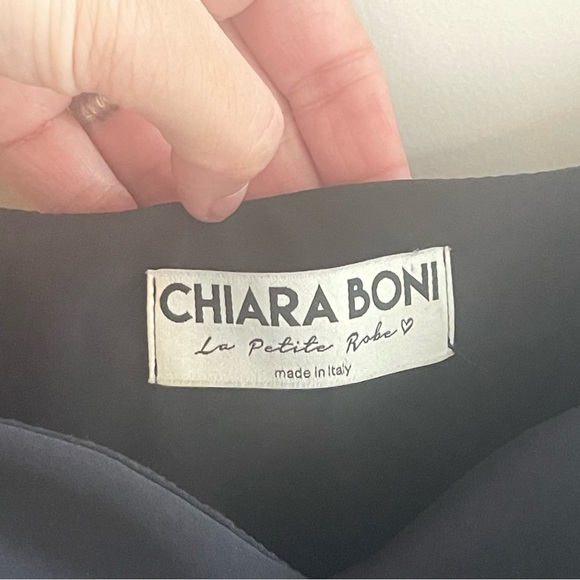 CHIARA BONI
La Petite Robe ♡
made in Italy